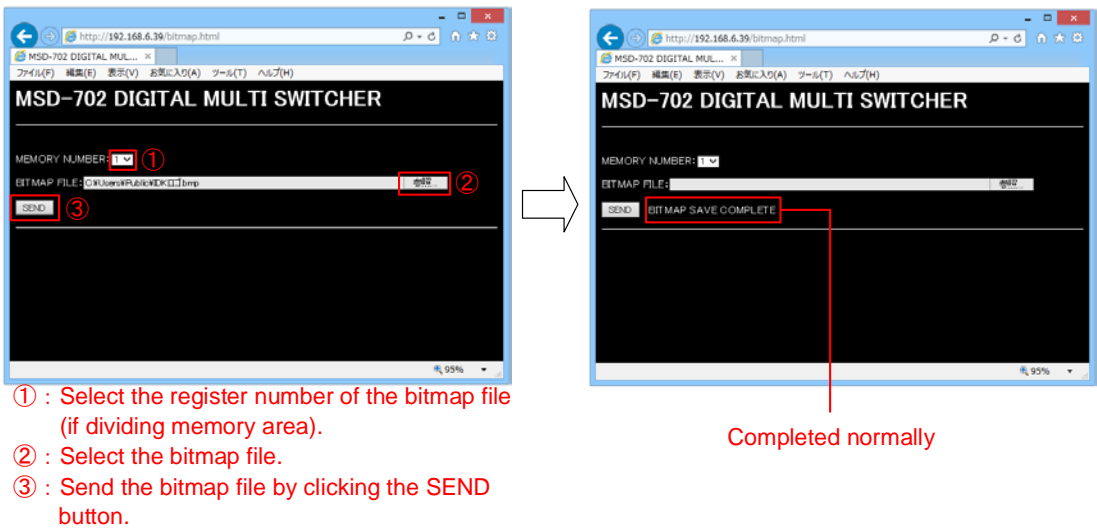 http://192.168.6.39/bitmap.html
MSD-702 DIGITAL MUL... ×
ファイル(F) 編集(E) 表示(V) お気に入り(A) ツール(T) ヘルプ(H)
MSD-702 DIGITAL MULTI SWITCHER
MEMORY NUMBER: 1 ①
BITMAP FILE: C:¥Users¥Public¥IDKロゴ.bmp 参照... ②
SEND ③
95%
①：Select the register number of the bitmap file
(if dividing memory area).
②：Select the bitmap file.
③：Send the bitmap file by clicking the SEND
button.
http://192.168.6.39/bitmap.html
MSD-702 DIGITAL MUL... ×
ファイル(F) 編集(E) 表示(V) お気に入り(A) ツール(T) ヘルプ(H)
MSD-702 DIGITAL MULTI SWITCHER
MEMORY NUMBER: 1
BITMAP FILE: 参照...
SEND BITMAP SAVE COMPLETE
95%
Completed normally